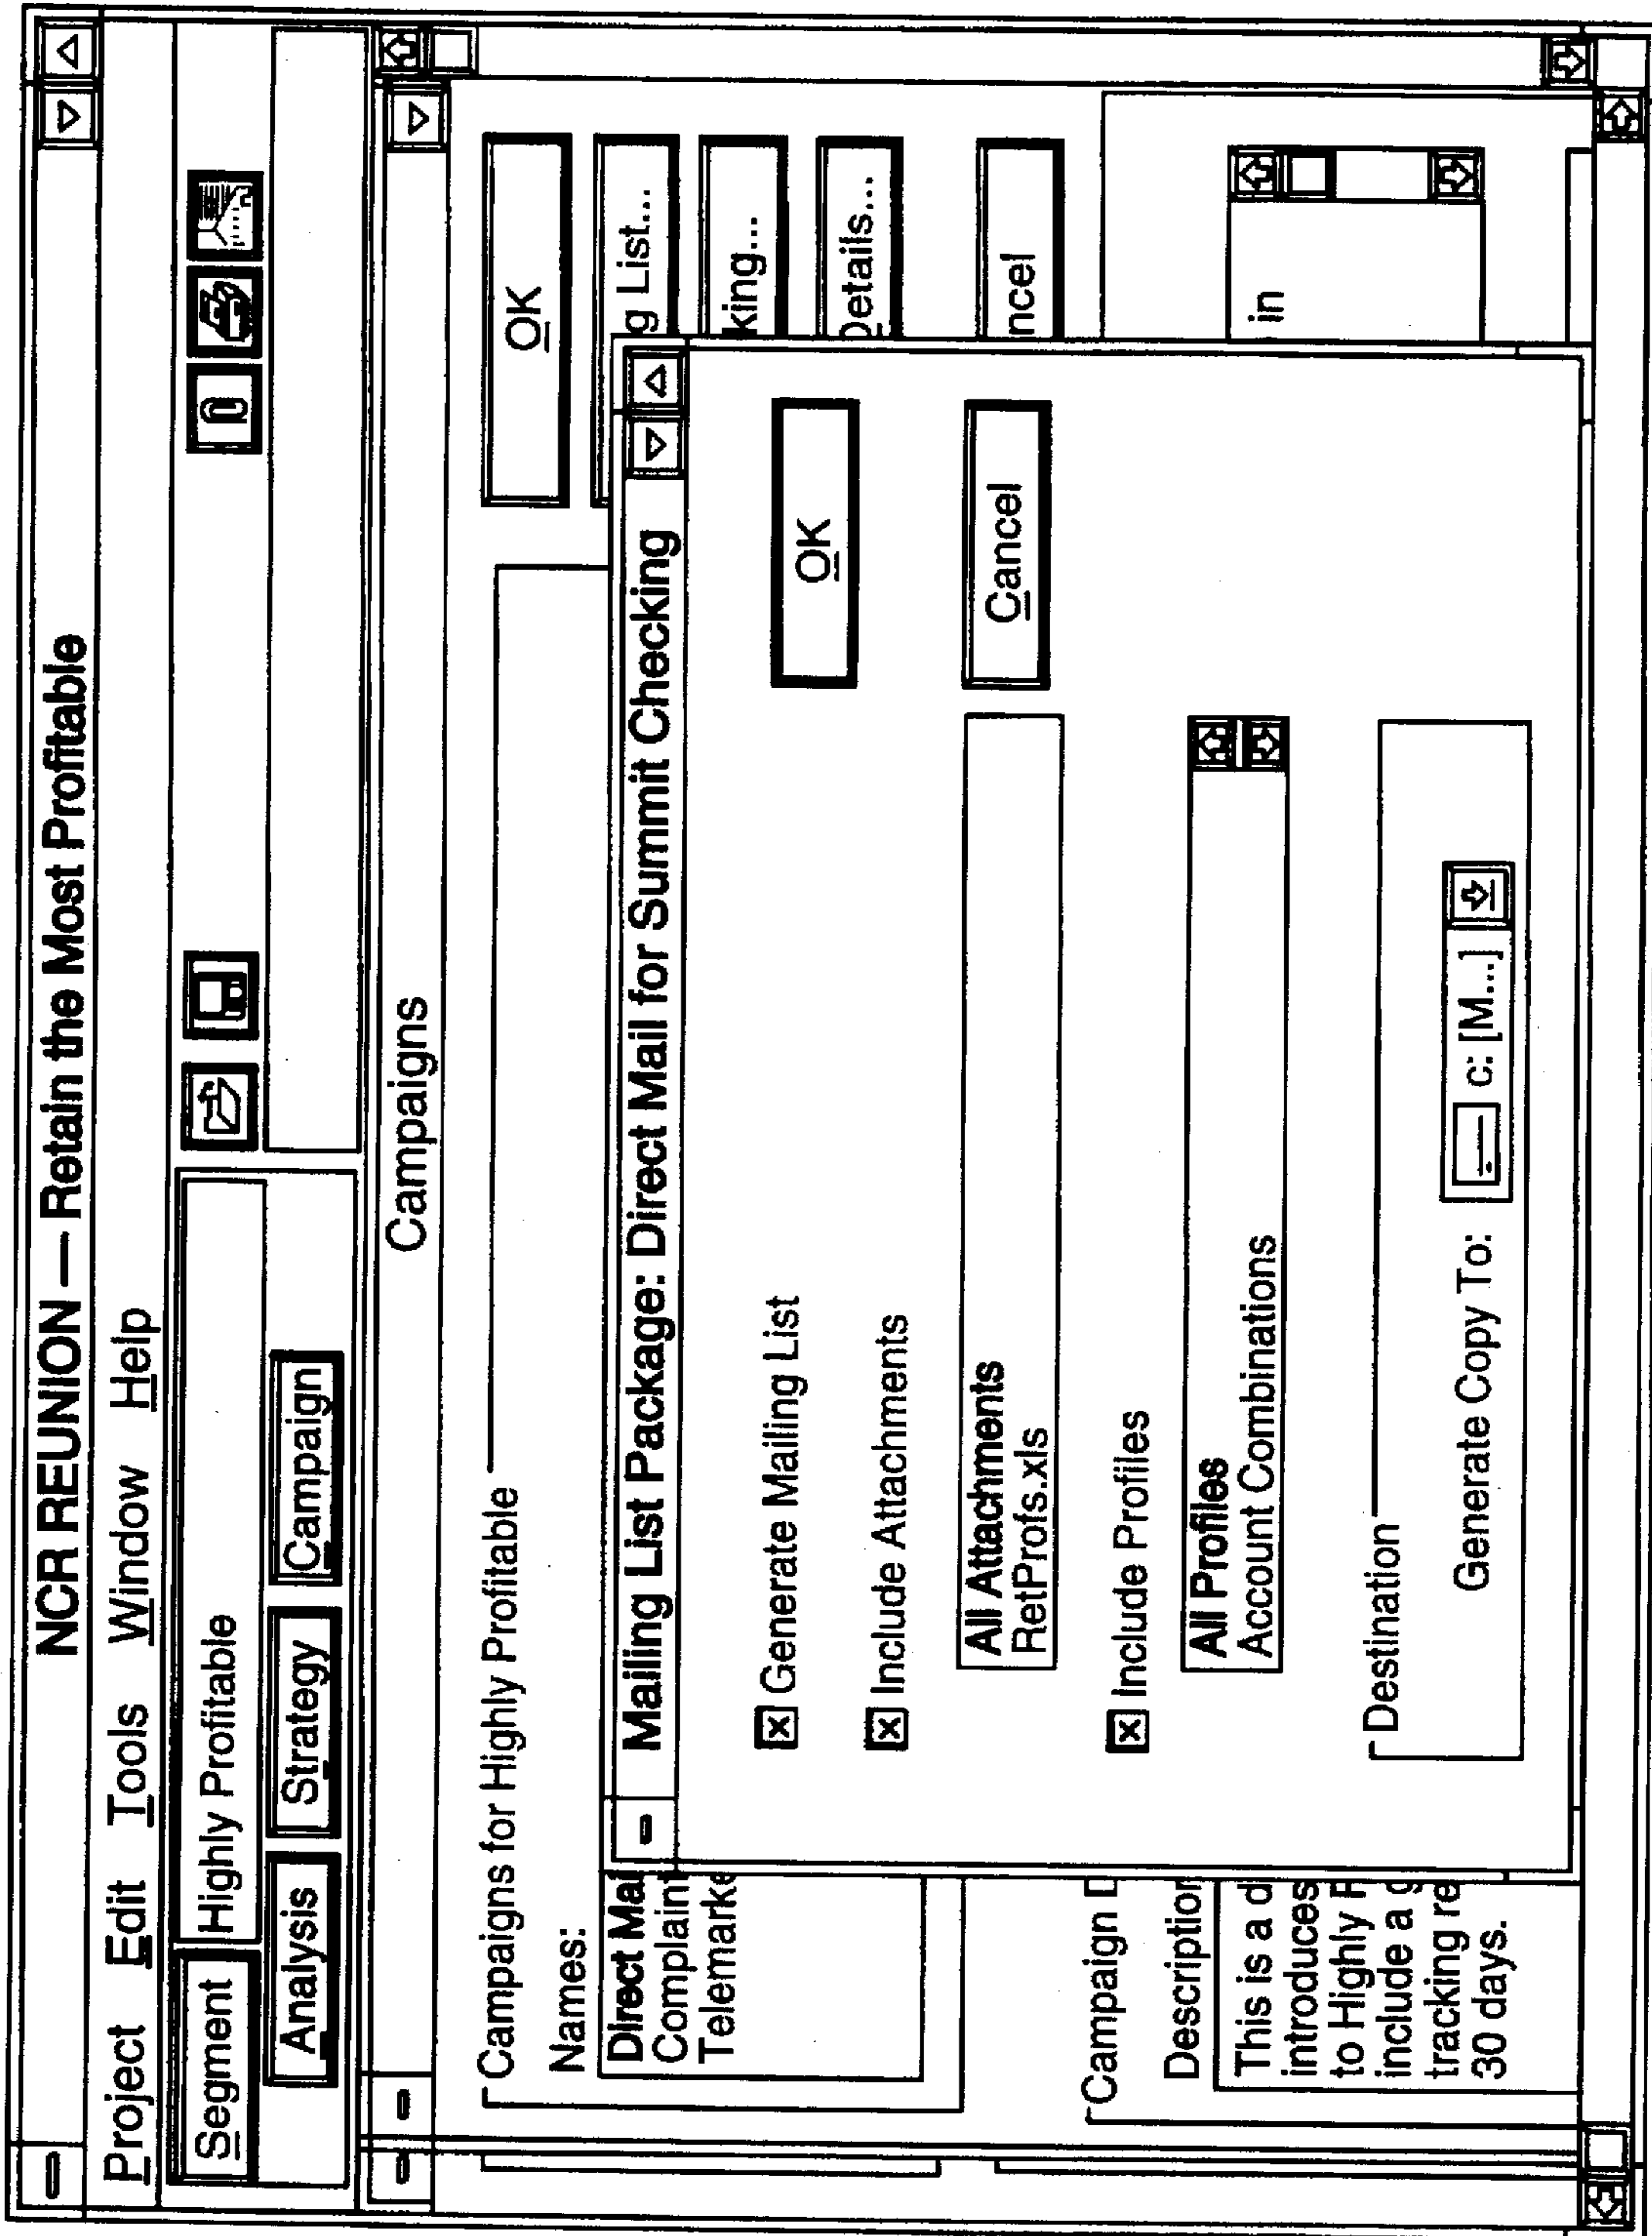 NCR REUNION — Retain the Most Profitable
Project Edit Tools Window Help
Segment Highly Profitable
Analysis Strategy Campaign
Campaigns
Campaigns for Highly Profitable
OK
Names:
Direct Mai
Complaint
Telemarke
g List...
king...
Details...
ncel
Mailing List Package: Direct Mail for Summit Checking
Generate Mailing List
OK
Include Attachments
All Attachments
RetProfs.xls
Cancel
Include Profiles
All Profiles
Account Combinations
Destination
Generate Copy To: c: [M...]
Campaign D
Description
This is a d
in
introduces
to Highly P
include a g
tracking re
30 days.